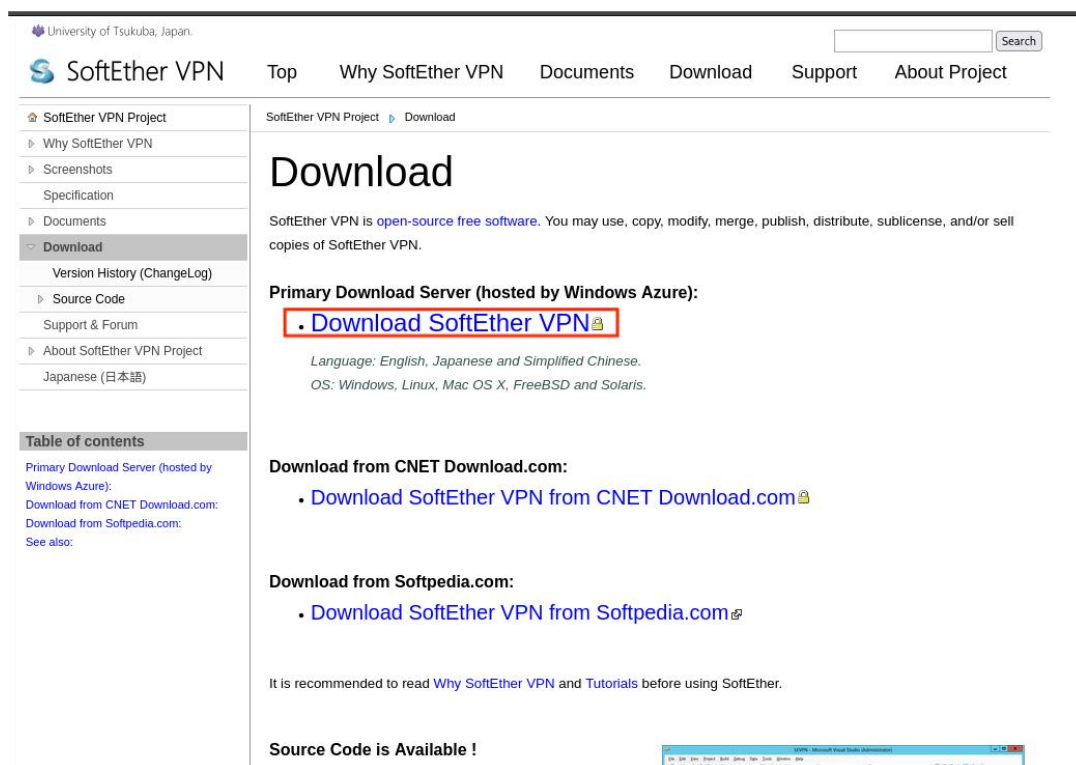 University of Tsukuba, Japan.
Search
SoftEther VPN
Top Why SoftEther VPN Documents Download Support About Project
SoftEther VPN Project
Why SoftEther VPN
Screenshots
Specification
Documents
Download
Version History (ChangeLog)
Source Code
Support & Forum
About SoftEther VPN Project
Japanese (日本語)
Table of contents
Primary Download Server (hosted by
Windows Azure):
Download from CNET Download.com:
Download from Softpedia.com:
See also:
SoftEther VPN Project Download
Download
SoftEther VPN is open-source free software. You may use, copy, modify, merge, publish, distribute, sublicense, and/or sell
copies of SoftEther VPN.
Primary Download Server (hosted by Windows Azure):
Download SoftEther VPN
Language: English, Japanese and Simplified Chinese.
OS: Windows, Linux, Mac OS X, FreeBSD and Solaris.
Download from CNET Download.com:
Download SoftEther VPN from CNET Download.com
Download from Softpedia.com:
Download SoftEther VPN from Softpedia.com
It is recommended to read Why SoftEther VPN and Tutorials before using SoftEther.
Source Code is Available !